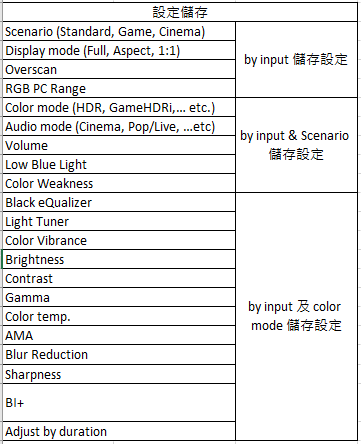 設定儲存
Scenario (Standard, Game, Cinema)
Display mode (Full, Aspect, 1:1)
Overscan
RGB PC Range
by input 儲存設定
Color mode (HDR, GameHDRi,... etc.)
Audio mode (Cinema, Pop/Live, ...etc)
Volume
Low Blue Light
Color Weakness
by input & Scenario
儲存設定
Black eQualizer
Light Tuner
Color Vibrance
Brightness
Contrast
Gamma
Color temp.
AMA
Blur Reduction
Sharpness
BI+
Adjust by duration
by input 及 color
mode 儲存設定